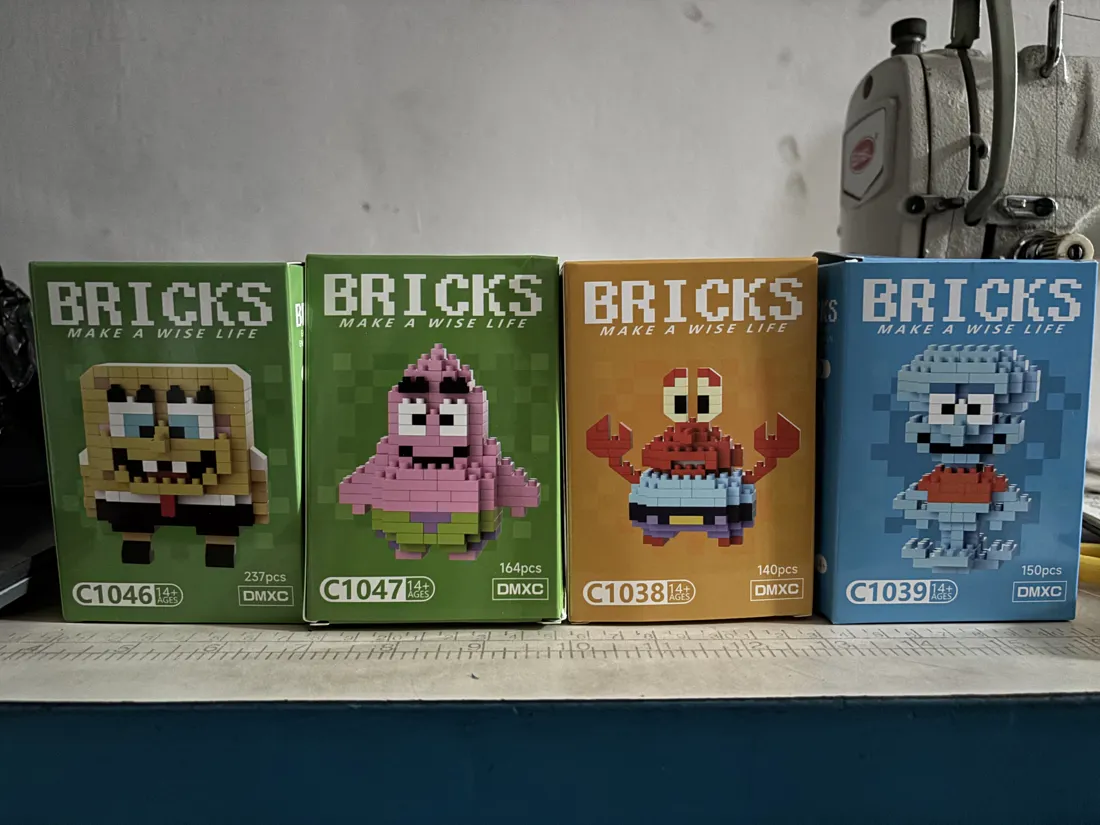 BRICKS
MAKE A WISE LIFE
237pcs
C1046 14+ AGES
DMXC
BRICKS
MAKE A WISE LIFE
164pcs
C1047 14+ AGES
DMXC
BRICKS
MAKE A WISE LIFE
140pcs
C1038 14+ AGES
DMXC
BRICKS
MAKE A WISE LIFE
150pcs
C1039 14+ AGES
DMXC